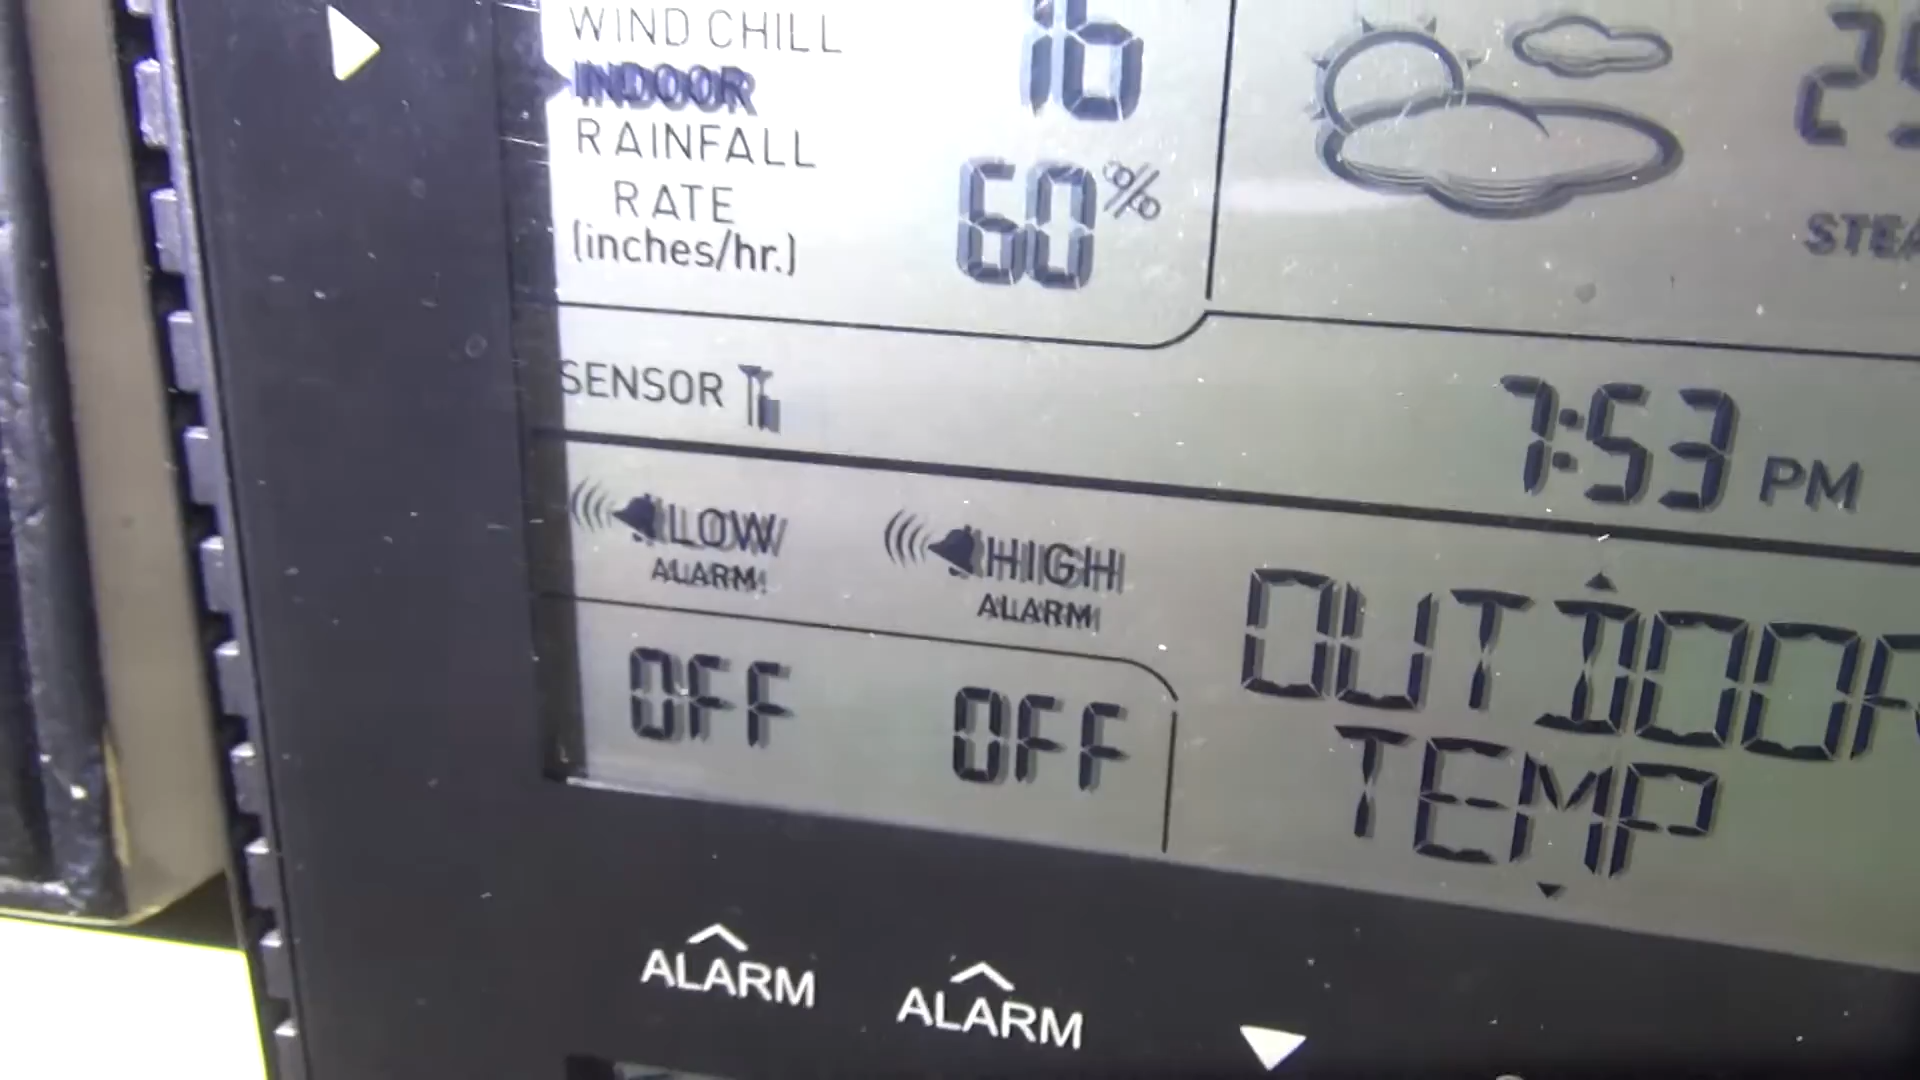 WIND CHILL 16
INDOOR
RAINFALL
RATE 60%
(inches/hr.)
SENSOR
7:53 PM
LOW ALARM
HIGH ALARM
OFF OFF
OUTDOOR
TEMP
ALARM ALARM